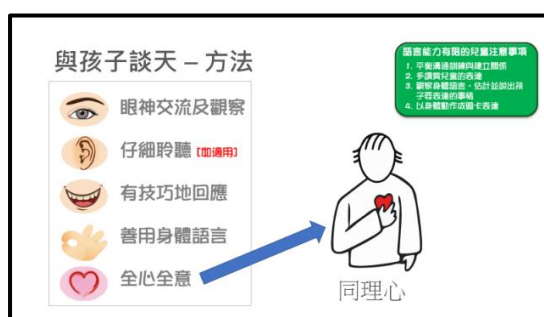 與孩子談天 – 方法
眼神交流及觀察
仔細聆聽 [如適用]
有技巧地回應
善用身體語言
全心全意
語言能力有限的兒童注意事項
1. 平衡溝通訓練與建立關係
2. 多讚賞兒童的表達
3. 觀察身體語言，估計並說出孩
子要表達的事情
4. 以身體動作或圖卡表達
同理心